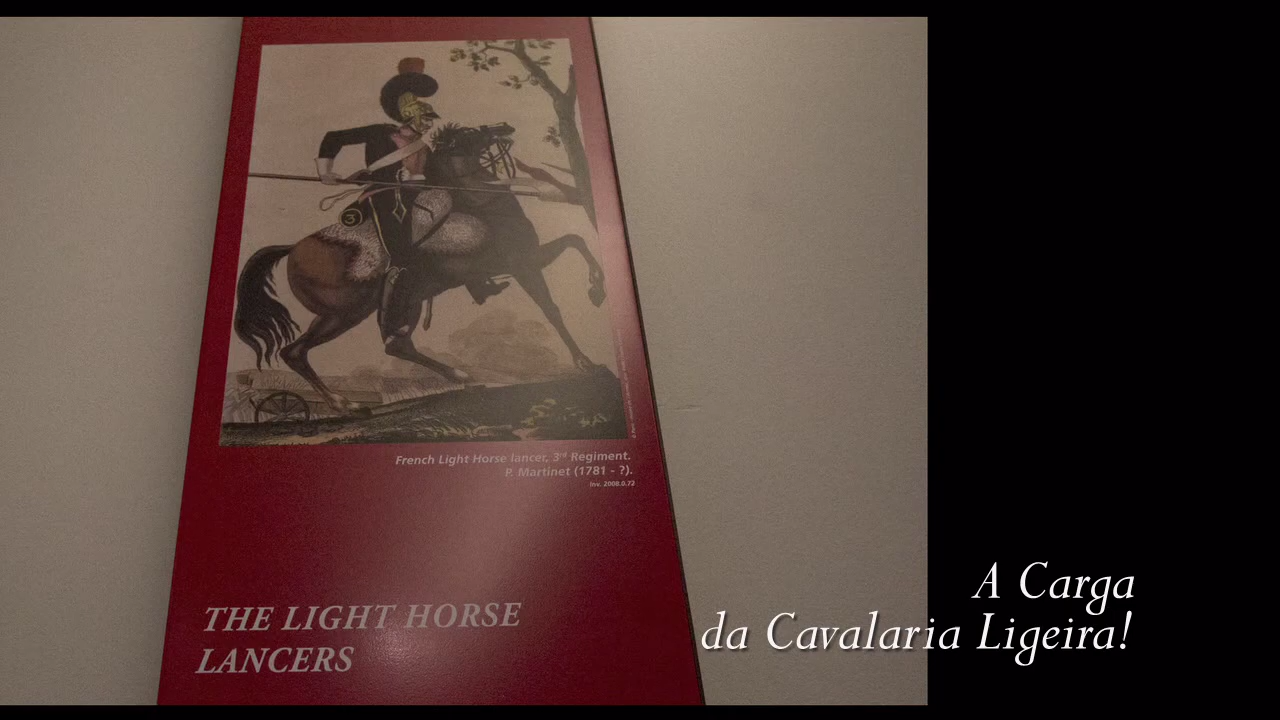 3
French Light Horse lancer, 3rd Regiment.
P. Martinet (1781 - ?).
Inv. 2008.0.72
THE LIGHT HORSE
LANCERS
A Carga
da Cavalaria Ligeira!